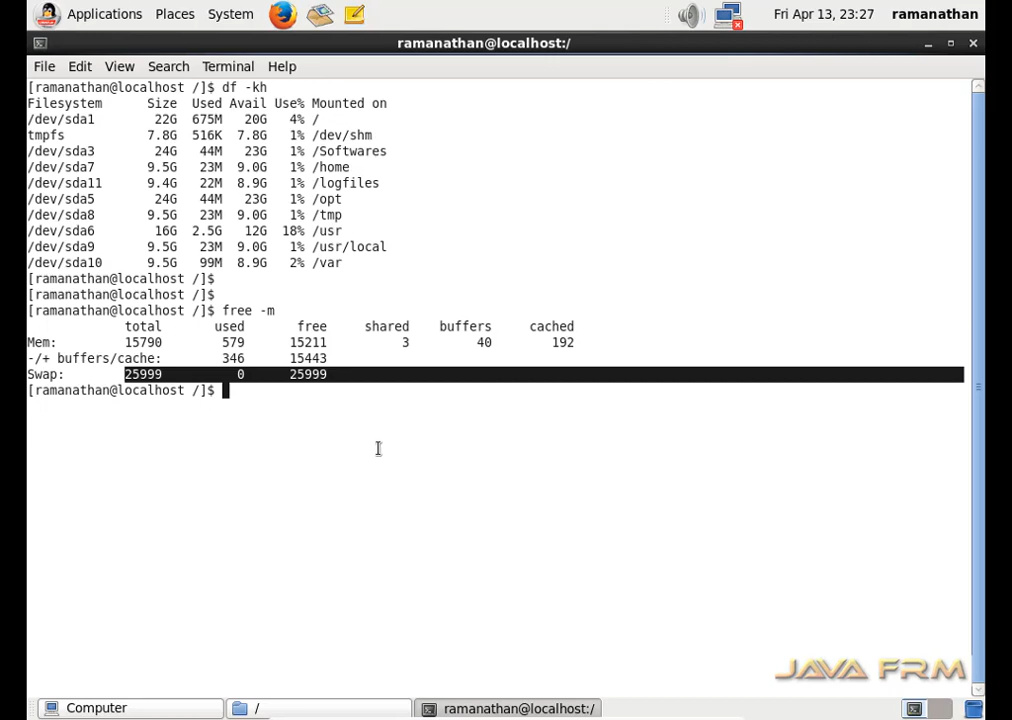 Applications Places System Fri Apr 13, 23:27 ramanathan
ramanathan@localhost:/
File Edit View Search Terminal Help
[ramanathan@localhost /]$ df -kh
Filesystem Size Used Avail Use% Mounted on
/dev/sda1 22G 675M 20G 4% /
tmpfs 7.8G 516K 7.8G 1% /dev/shm
/dev/sda3 24G 44M 23G 1% /Softwares
/dev/sda7 9.5G 23M 9.0G 1% /home
/dev/sda11 9.4G 22M 8.9G 1% /logfiles
/dev/sda5 24G 44M 23G 1% /opt
/dev/sda8 9.5G 23M 9.0G 1% /tmp
/dev/sda6 16G 2.5G 12G 18% /usr
/dev/sda9 9.5G 23M 9.0G 1% /usr/local
/dev/sda10 9.5G 99M 8.9G 2% /var
[ramanathan@localhost /]$
[ramanathan@localhost /]$
[ramanathan@localhost /]$ free -m
total used free shared buffers cached
Mem: 15790 579 15211 3 40 192
-/+ buffers/cache: 346 15443
Swap: 25999 0 25999
[ramanathan@localhost /]$
JAVA FRM
Computer / ramanathan@localhost:/